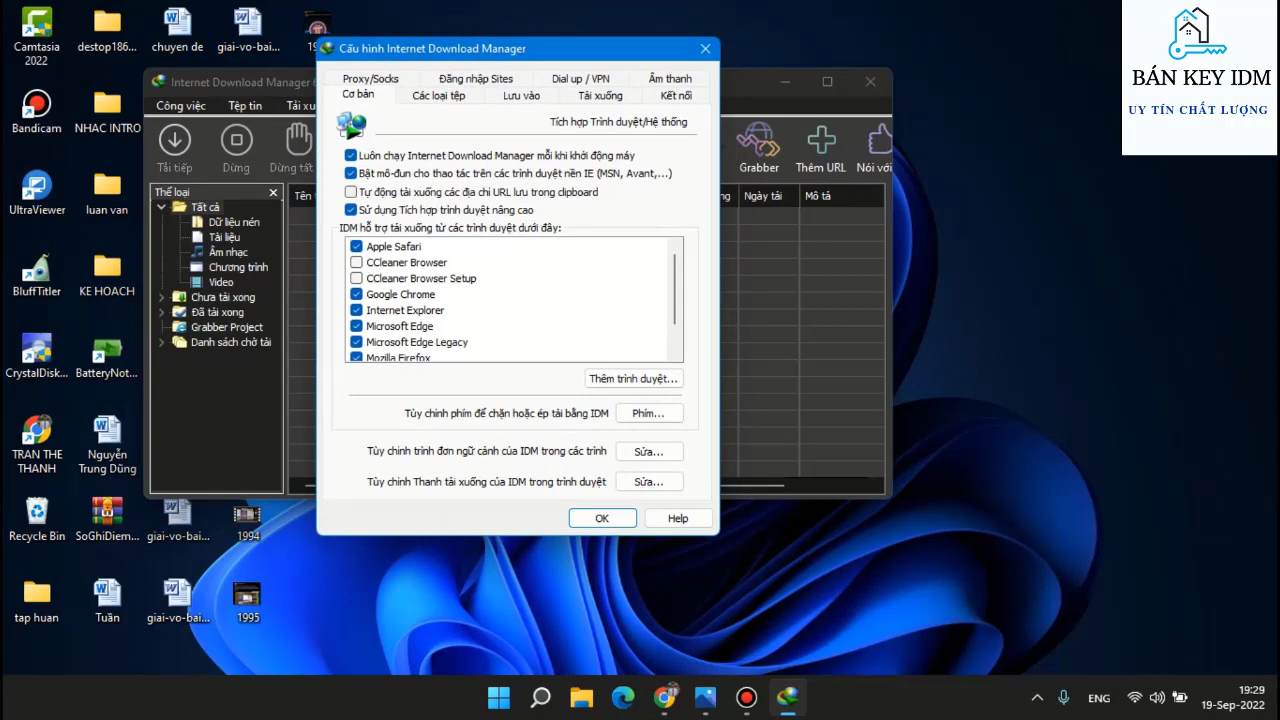 Camtasia
2022
destop186...
chuyen de
giai-vo-bai...
BÁN KEY IDM
UY TÍN CHẤT LƯỢNG
Bandicam
NHAC INTRO
UltraViewer
luan van
BluffTitler
KE HOACH
CrystalDisk...
BatteryNot...
TRAN THE
THANH
Nguyễn
Trung Dũng
Recycle Bin
SoGhiDiem...
giai-vo-bai...
1994
tap huan
Tuần
giai-vo-bai...
1995
Internet Download Manager
Công việc
Tệp tin
Tải xu
Tải tiếp
Dừng
Dừng tất
Grabber
Thêm URL
Nói với
Thể loại
Tên t
Ngày tải
Mô tả
Tất cả
Dữ liệu nén
Tài liệu
Âm nhạc
Chương trình
Video
Chưa tải xong
Đã tải xong
Grabber Project
Danh sách chờ tải
Cấu hình Internet Download Manager
Proxy/Socks
Đăng nhập Sites
Dial up / VPN
Âm thanh
Cơ bản
Các loại tệp
Lưu vào
Tải xuống
Kết nối
Tích hợp Trình duyệt/Hệ thống
Luôn chạy Internet Download Manager mỗi khi khởi động máy
Bật mô-đun cho thao tác trên các trình duyệt nền IE (MSN, Avant,...)
Tự động tải xuống các địa chỉ URL lưu trong clipboard
Sử dụng Tích hợp trình duyệt nâng cao
IDM hỗ trợ tải xuống từ các trình duyệt dưới đây:
Apple Safari
CCleaner Browser
CCleaner Browser Setup
Google Chrome
Internet Explorer
Microsoft Edge
Microsoft Edge Legacy
Mozilla Firefox
Thêm trình duyệt...
Tùy chỉnh phím để chặn hoặc ép tải bằng IDM
Phím...
Tùy chỉnh trình đơn ngữ cảnh của IDM trong các trình
Sửa...
Tùy chỉnh Thanh tải xuống của IDM trong trình duyệt
Sửa...
OK
Help
ENG
19:29
19-Sep-2022